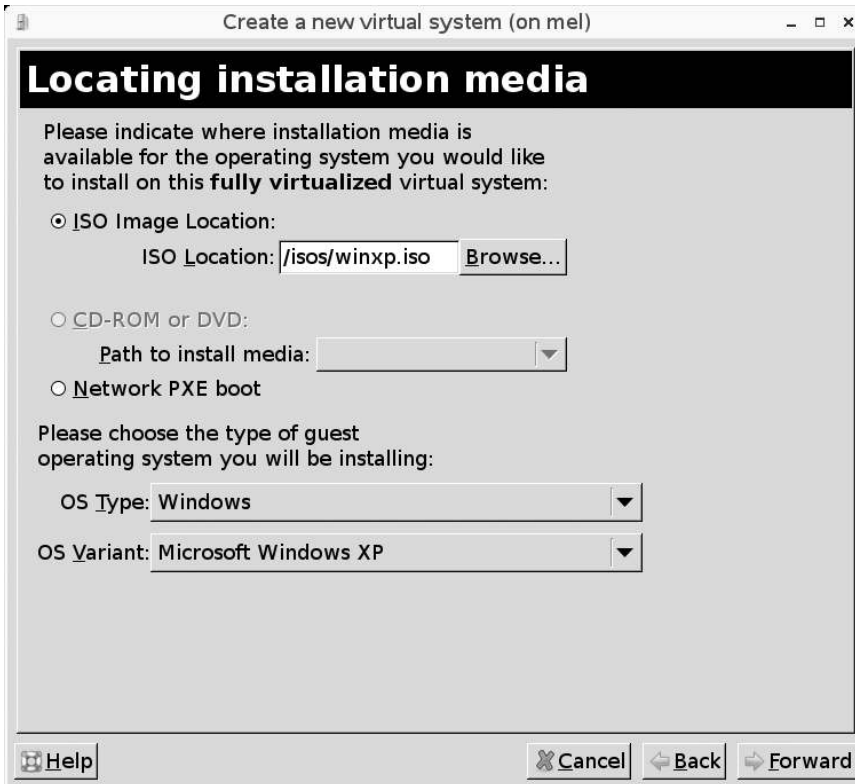 Create a new virtual system (on mel)
Locating installation media
Please indicate where installation media is
available for the operating system you would like
to install on this fully virtualized virtual system:
ISO Image Location:
ISO Location: /isos/winxp.iso Browse...
CD-ROM or DVD:
Path to install media:
Network PXE boot
Please choose the type of guest
operating system you will be installing:
OS Type: Windows
OS Variant: Microsoft Windows XP
Help Cancel Back Forward